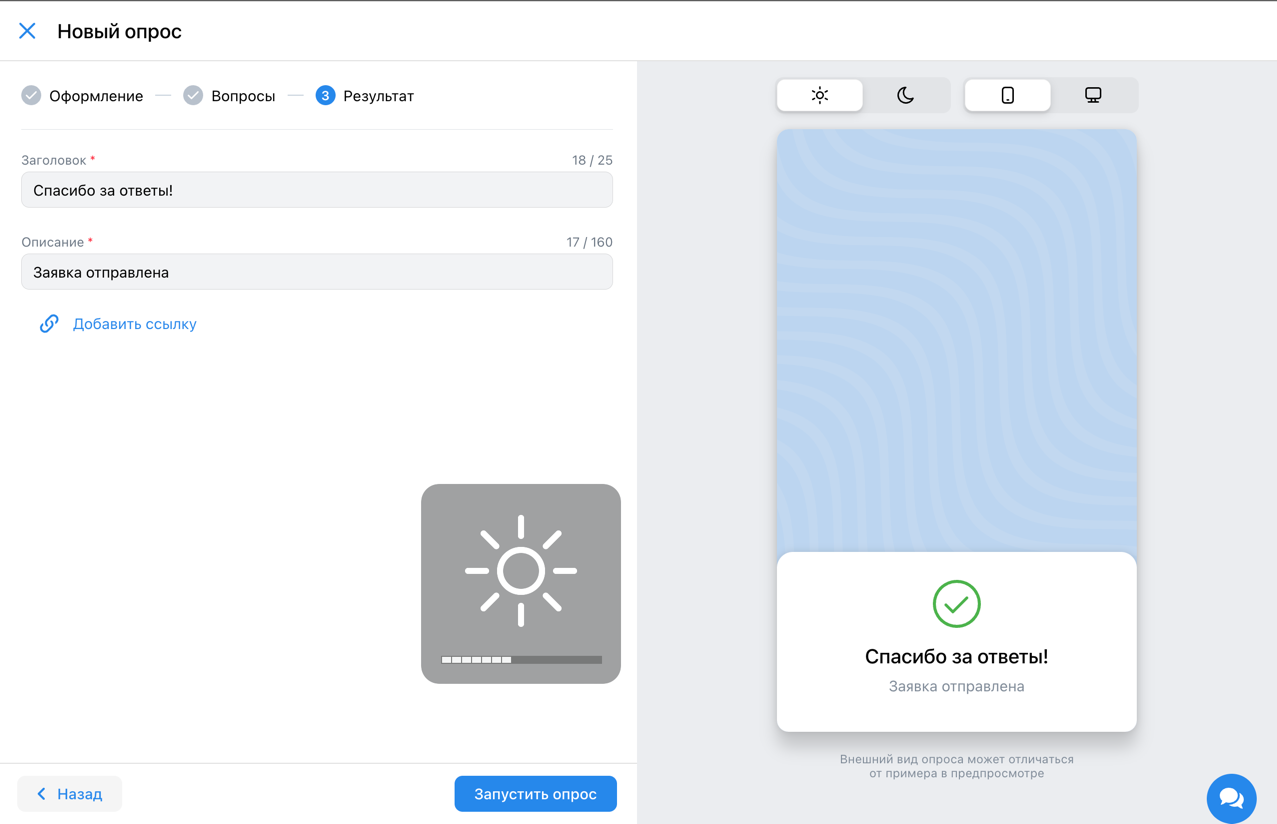 Новый опрос
Оформление
Вопросы
3 Результат
Заголовок * 18 / 25
Спасибо за ответы!
Описание * 17 / 160
Заявка отправлена
Добавить ссылку
Назад
Запустить опрос
Спасибо за ответы!
Заявка отправлена
Внешний вид опроса может отличаться
от примера в предпросмотре